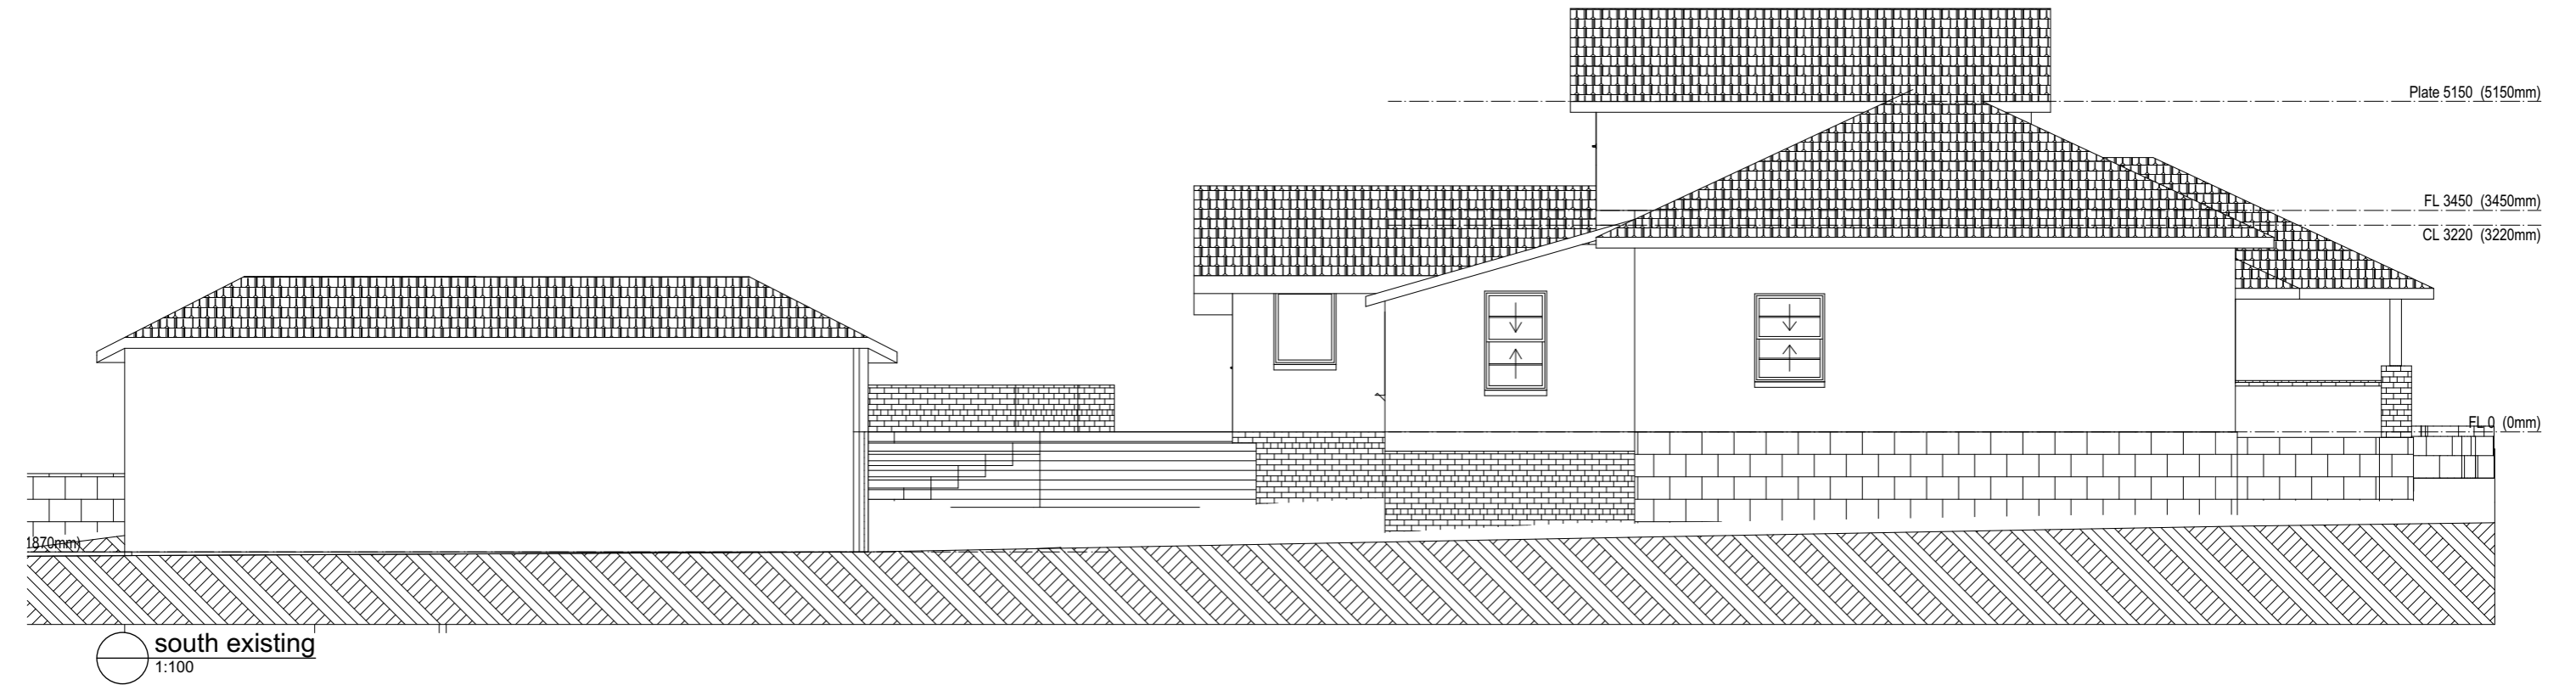 Plate 5150 (5150mm)
FL 3450 (3450mm)
CL 3220 (3220mm)
FL 0 (0mm)
1870mm)
south existing
1:100